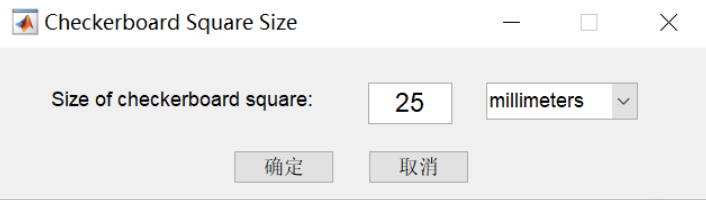 Checkerboard Square Size
Size of checkerboard square: 25 millimeters
确定 取消